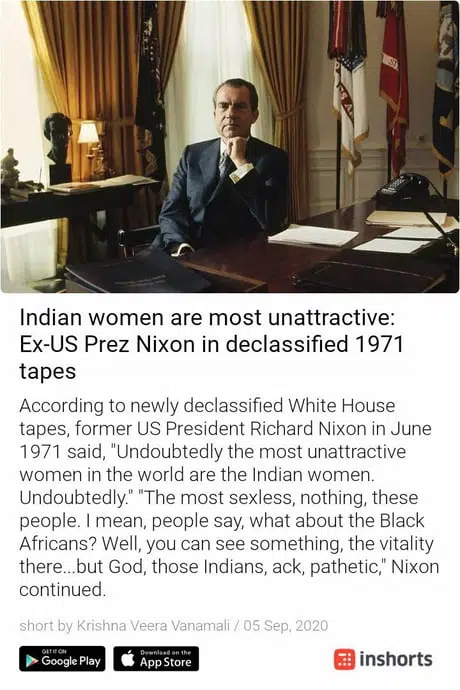 Indian women are most unattractive:
Ex-US Prez Nixon in declassified 1971
tapes
According to newly declassified White House
tapes, former US President Richard Nixon in June
1971 said, "Undoubtedly the most unattractive
women in the world are the Indian women.
Undoubtedly." "The most sexless, nothing, these
people. I mean, people say, what about the Black
Africans? Well, you can see something, the vitality
there...but God, those Indians, ack, pathetic," Nixon
continued.
short by Krishna Veera Vanamali / 05 Sep, 2020
GET IT ON
Google Play
Download on the
App Store
inshorts